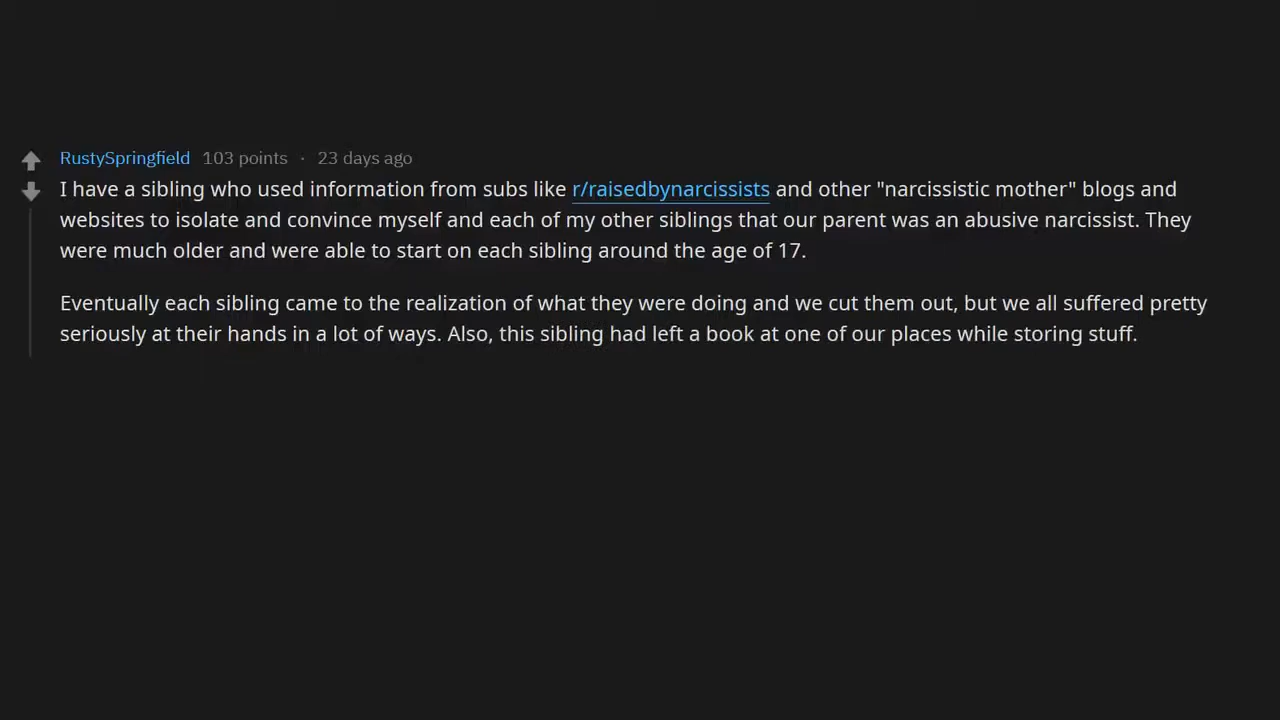 RustySpringfield 103 points · 23 days ago
I have a sibling who used information from subs like r/raisedbynarcissists and other "narcissistic mother" blogs and
websites to isolate and convince myself and each of my other siblings that our parent was an abusive narcissist. They
were much older and were able to start on each sibling around the age of 17.
Eventually each sibling came to the realization of what they were doing and we cut them out, but we all suffered pretty
seriously at their hands in a lot of ways. Also, this sibling had left a book at one of our places while storing stuff.